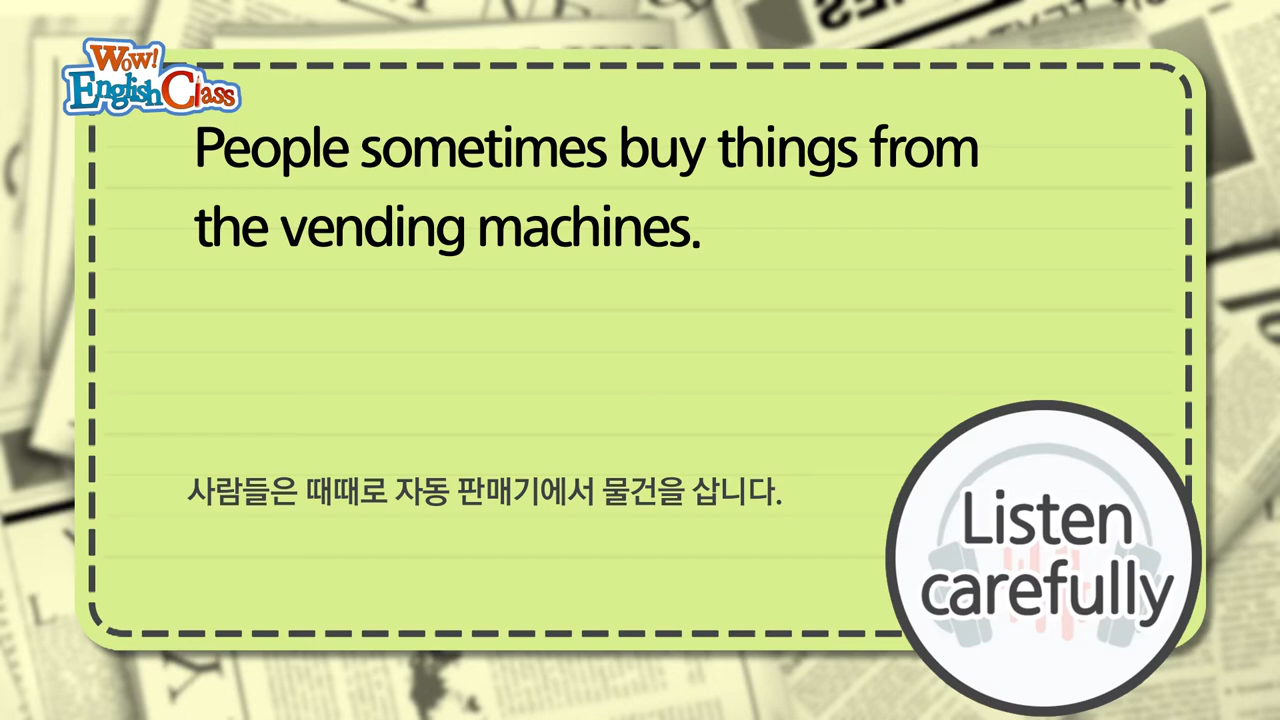 Wow!
English Class
People sometimes buy things from
the vending machines.
사람들은 때때로 자동 판매기에서 물건을 삽니다.
Listen
carefully